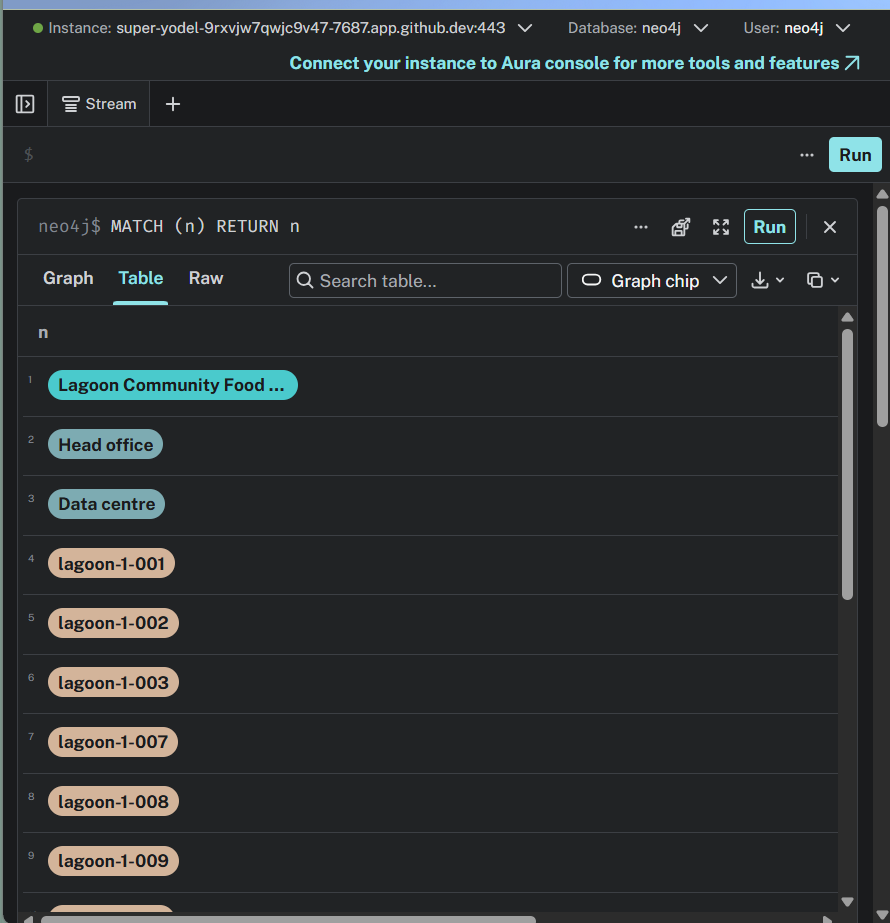 Instance: super-yodel-9rxvjw7qwjc9v47-7687.app.github.dev:443 Database: neo4j User: neo4j
Connect your instance to Aura console for more tools and features
Stream
$ Run
neo4j$ MATCH (n) RETURN n Run
Graph Table Raw Search table... Graph chip
n
1 Lagoon Community Food ...
2 Head office
3 Data centre
4 lagoon-1-001
5 lagoon-1-002
6 lagoon-1-003
7 lagoon-1-007
8 lagoon-1-008
9 lagoon-1-009